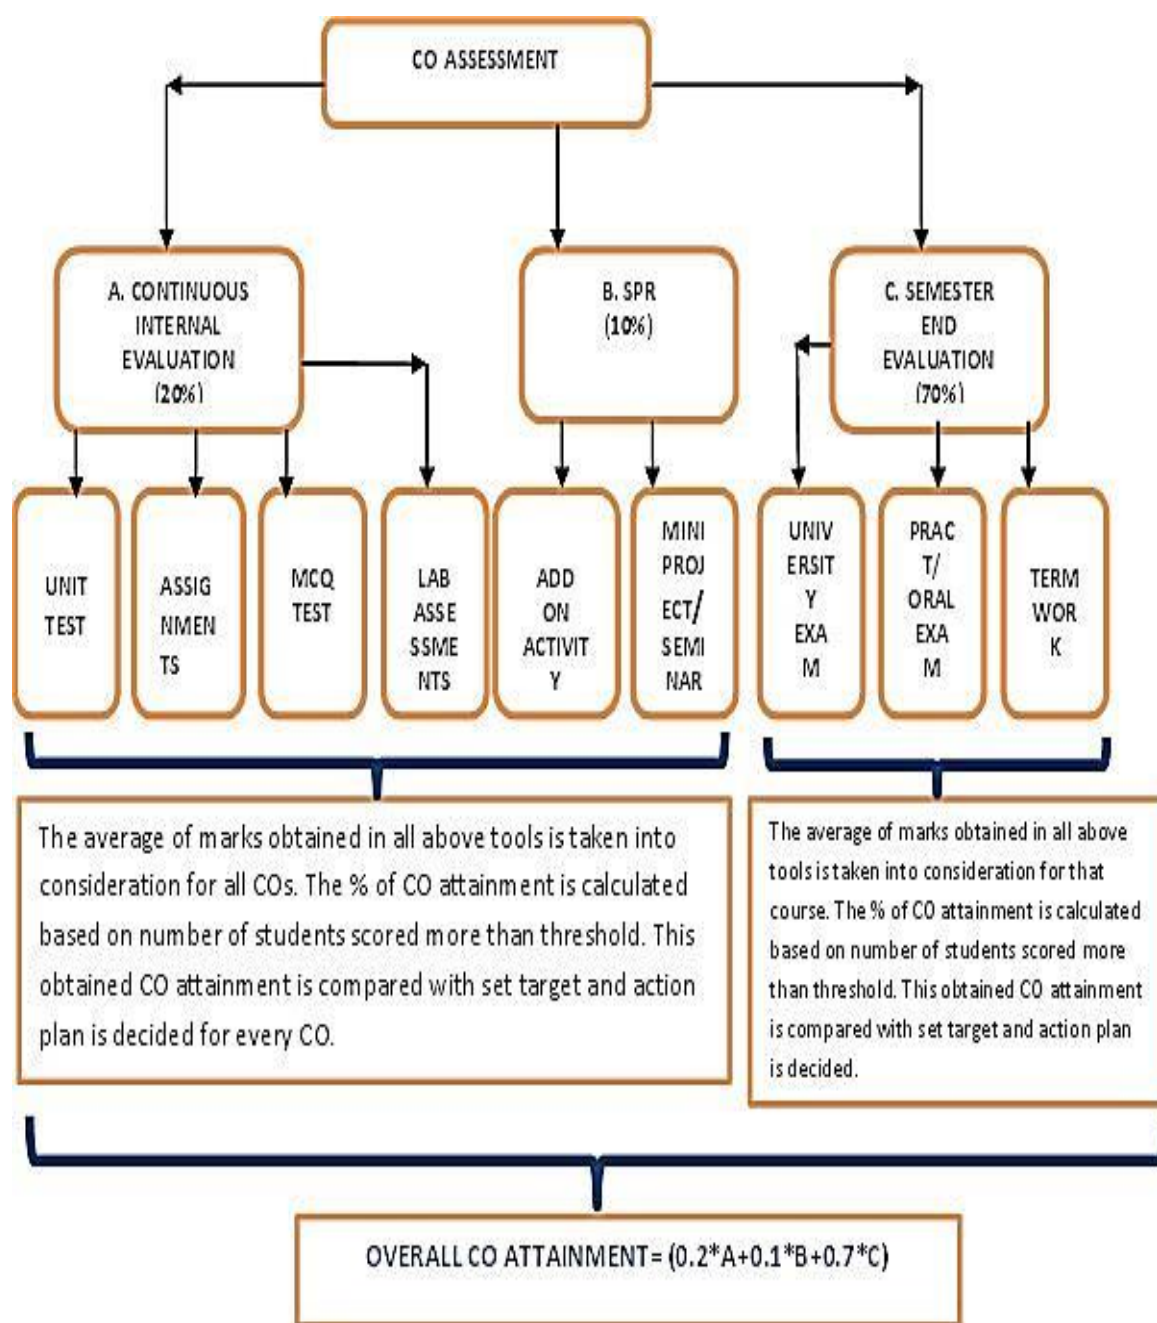 CO ASSESSMENT
A. CONTINUOUS
INTERNAL
EVALUATION
(20%)
B. SPR
(10%)
C. SEMESTER
END
EVALUATION
(70%)
UNIT
TEST
ASSIG
NMEN
TS
MCQ
TEST
LAB
ASSE
SSME
NTS
ADD
ON
ACTIVIT
Y
MINI
PROJ
ECT/
SEMI
NAR
UNIV
ERSIT
Y
EXA
M
PRAC
T/
ORAL
EXA
M
TERM
WOR
K
The average of marks obtained in all above tools is taken into
consideration for all COs. The % of CO attainment is calculated
based on number of students scored more than threshold. This
obtained CO attainment is compared with set target and action
plan is decided for every CO.
The average of marks obtained in all above
tools is taken into consideration for that
course. The % of CO attainment is calculated
based on number of students scored more
than threshold. This obtained CO attainment
is compared with set target and action plan
is decided.
OVERALL CO ATTAINMENT= (0.2*A+0.1*B+0.7*C)